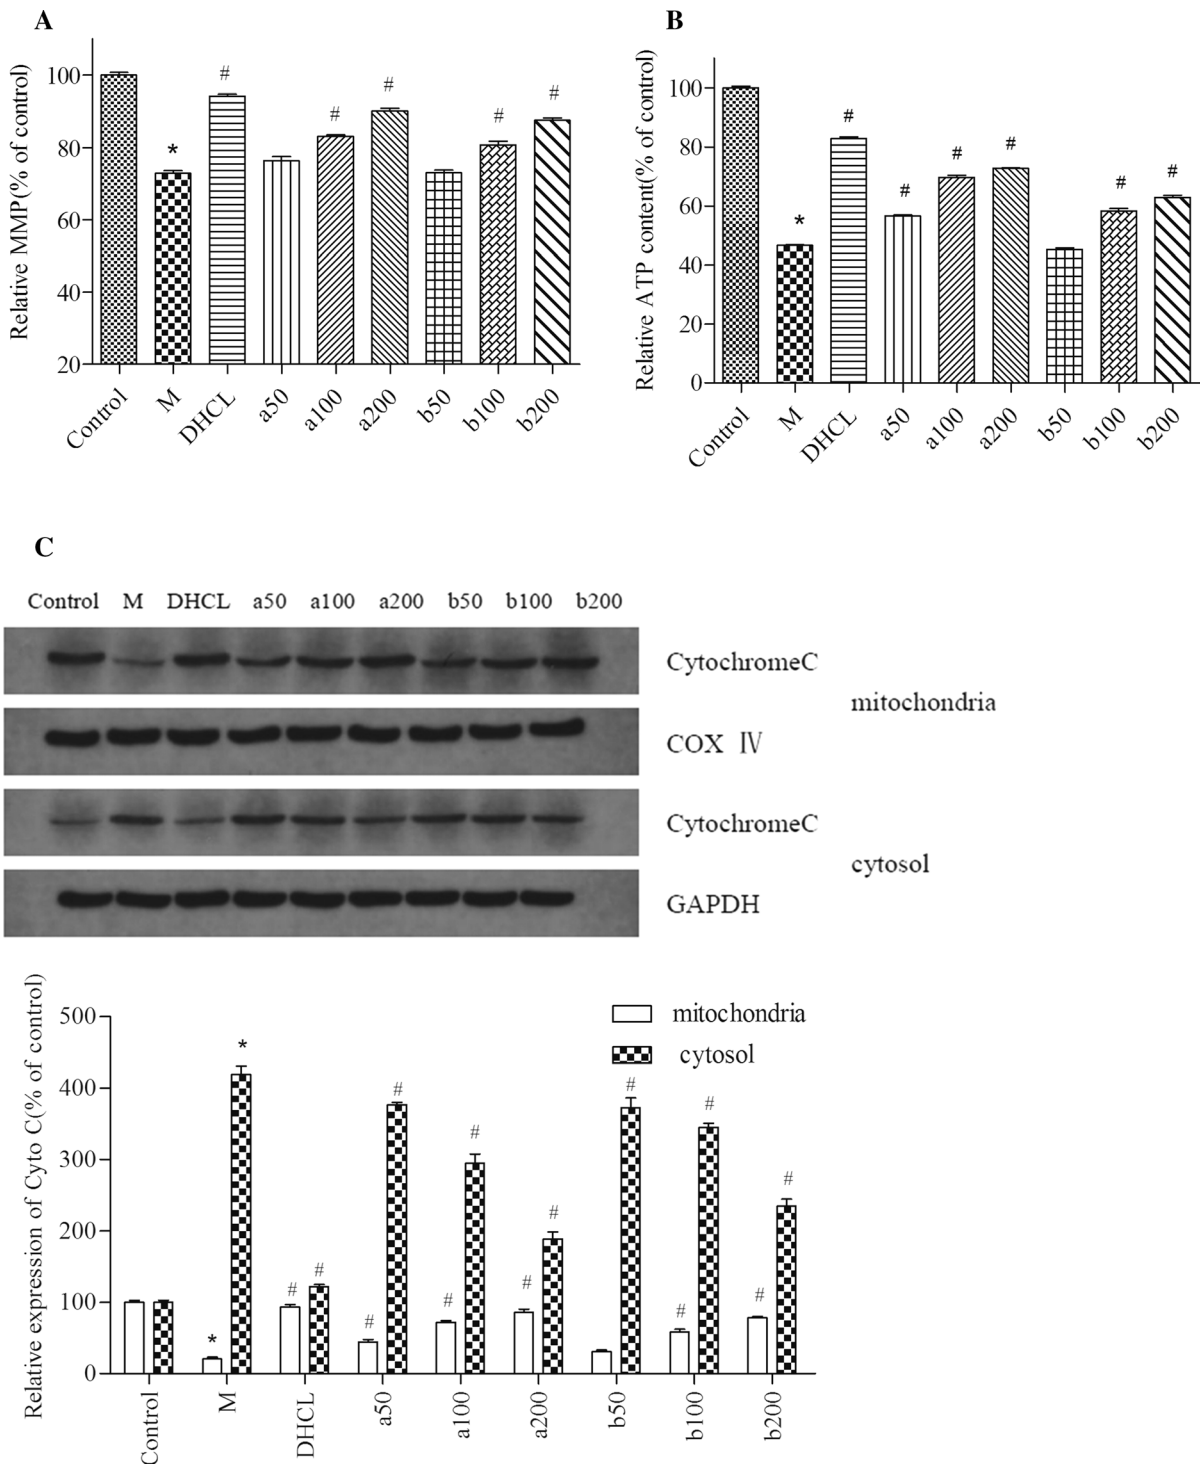 A
Relative MMP(% of control)
100
80
60
40
20
* # # # # #
Control M DHCL a50 a100 a200 b50 b100 b200
B
Relative ATP content(% of control)
100
80
60
40
20
0
* # # # # # #
Control M DHCL a50 a100 a200 b50 b100 b200
C
Control M DHCL a50 a100 a200 b50 b100 b200
CytochromeC
mitochondria
COX Ⅳ
CytochromeC
cytosol
GAPDH
Relative expression of Cyto C(% of control)
500
400
300
200
100
0
mitochondria
cytosol
* * # # # # # # # # # # # # #
Control M DHCL a50 a100 a200 b50 b100 b200